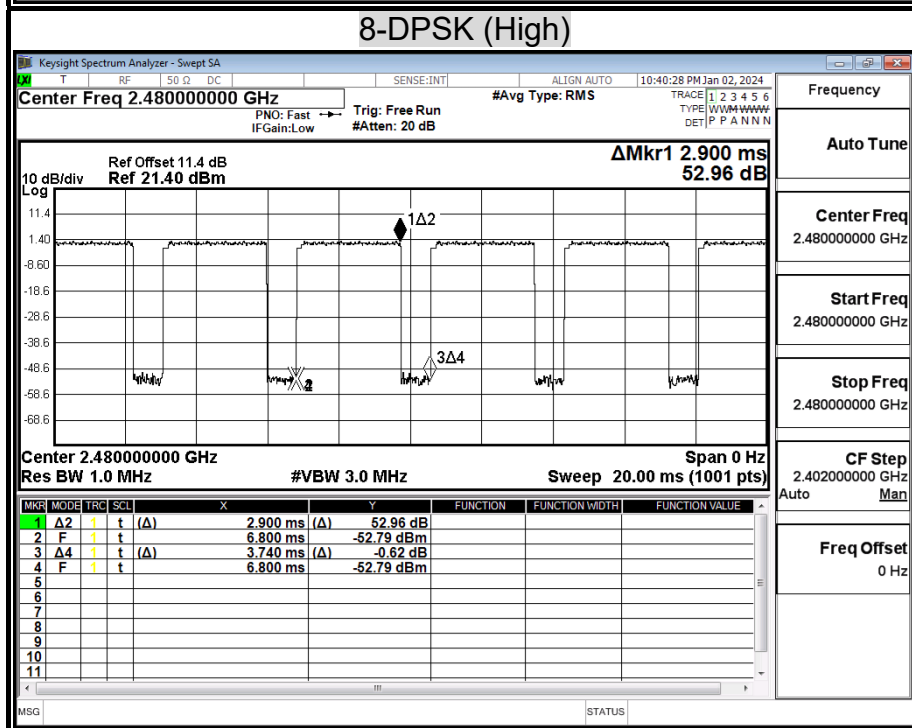 8-DPSK (High)
Keysight Spectrum Analyzer - Swept SA
LXI T RF 50 Ω DC SENSE:INT ALIGN AUTO 10:40:28 PM Jan 02, 2024
Center Freq 2.480000000 GHz #Avg Type: RMS TRACE 1 2 3 4 5 6
PNO: Fast Trig: Free Run TYPE WWMWWWW
IFGain:Low #Atten: 20 dB DET P P A N N N
Frequency
Auto Tune
Center Freq
2.480000000 GHz
Start Freq
2.480000000 GHz
Stop Freq
2.480000000 GHz
CF Step
2.402000000 GHz
Auto Man
Freq Offset
0 Hz
ΔMkr1 2.900 ms
52.96 dB
Ref Offset 11.4 dB
10 dB/div Ref 21.40 dBm
Log
11.4
1.40
-8.60
-18.6
-28.6
-38.6
-48.6
-58.6
-68.6
1Δ2
3Δ4
Center 2.480000000 GHz Span 0 Hz
Res BW 1.0 MHz #VBW 3.0 MHz Sweep 20.00 ms (1001 pts)
MKR MODE TRC SCL X Y FUNCTION FUNCTION WIDTH FUNCTION VALUE
1 Δ2 1 t (Δ) 2.900 ms (Δ) 52.96 dB
2 F 1 t 6.800 ms -52.79 dBm
3 Δ4 1 t (Δ) 3.740 ms (Δ) -0.62 dB
4 F 1 t 6.800 ms -52.79 dBm
5
6
7
8
9
10
11
MSG STATUS